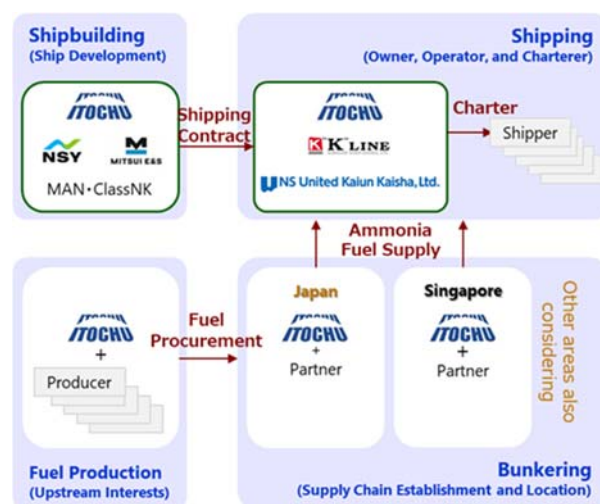 Shipbuilding
(Ship Development)
ITOCHU
NSY
MITSUI E&S
MAN・ClassNK
Shipping
Contract
Shipping
(Owner, Operator, and Charterer)
ITOCHU
"K" LINE
NS United Kaiun Kaisha, Ltd.
Charter
Shipper
Ammonia
Fuel Supply
ITOCHU
+
Producer
Fuel Production
(Upstream Interests)
Fuel
Procurement
Japan
ITOCHU
+
Partner
Singapore
ITOCHU
+
Partner
Other areas also
considering
Bunkering
(Supply Chain Establishment and Location)